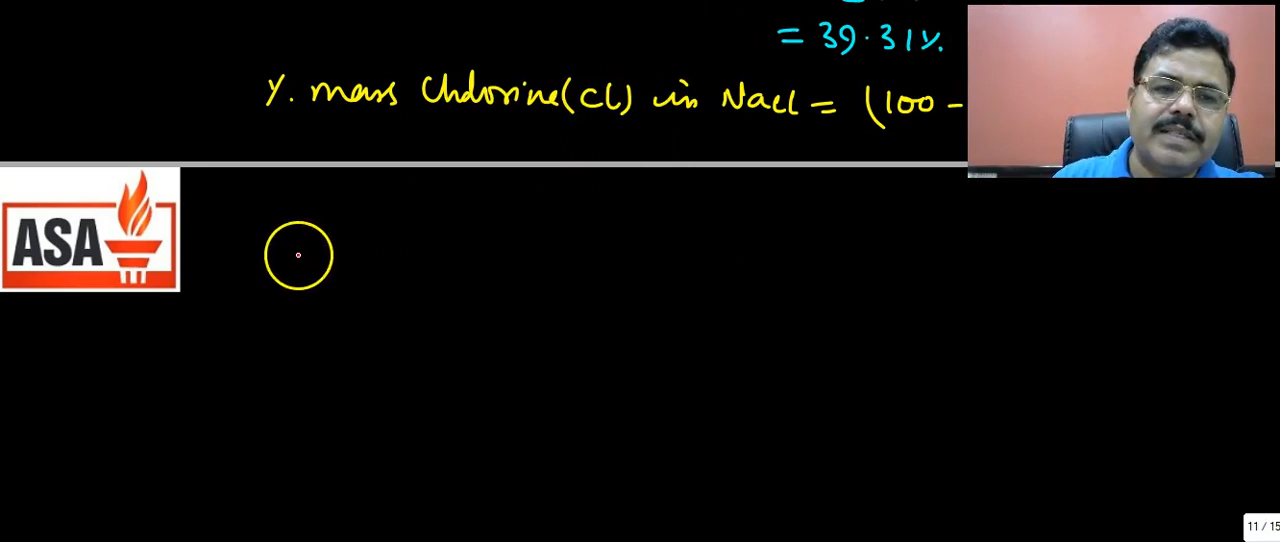 = 39.31%.
%. mass Chlorine(Cl) in NaCl = (100 -
ASA
11 / 15